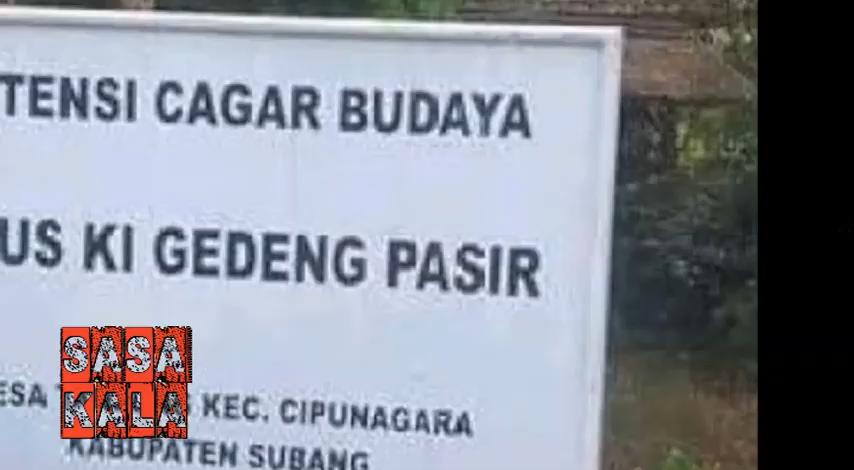 TENSI CAGAR BUDAYA
US KI GEDENG PASIR
SASA
KALA
ESA KEC. CIPUNAGARA
KABUPATEN SUBANG